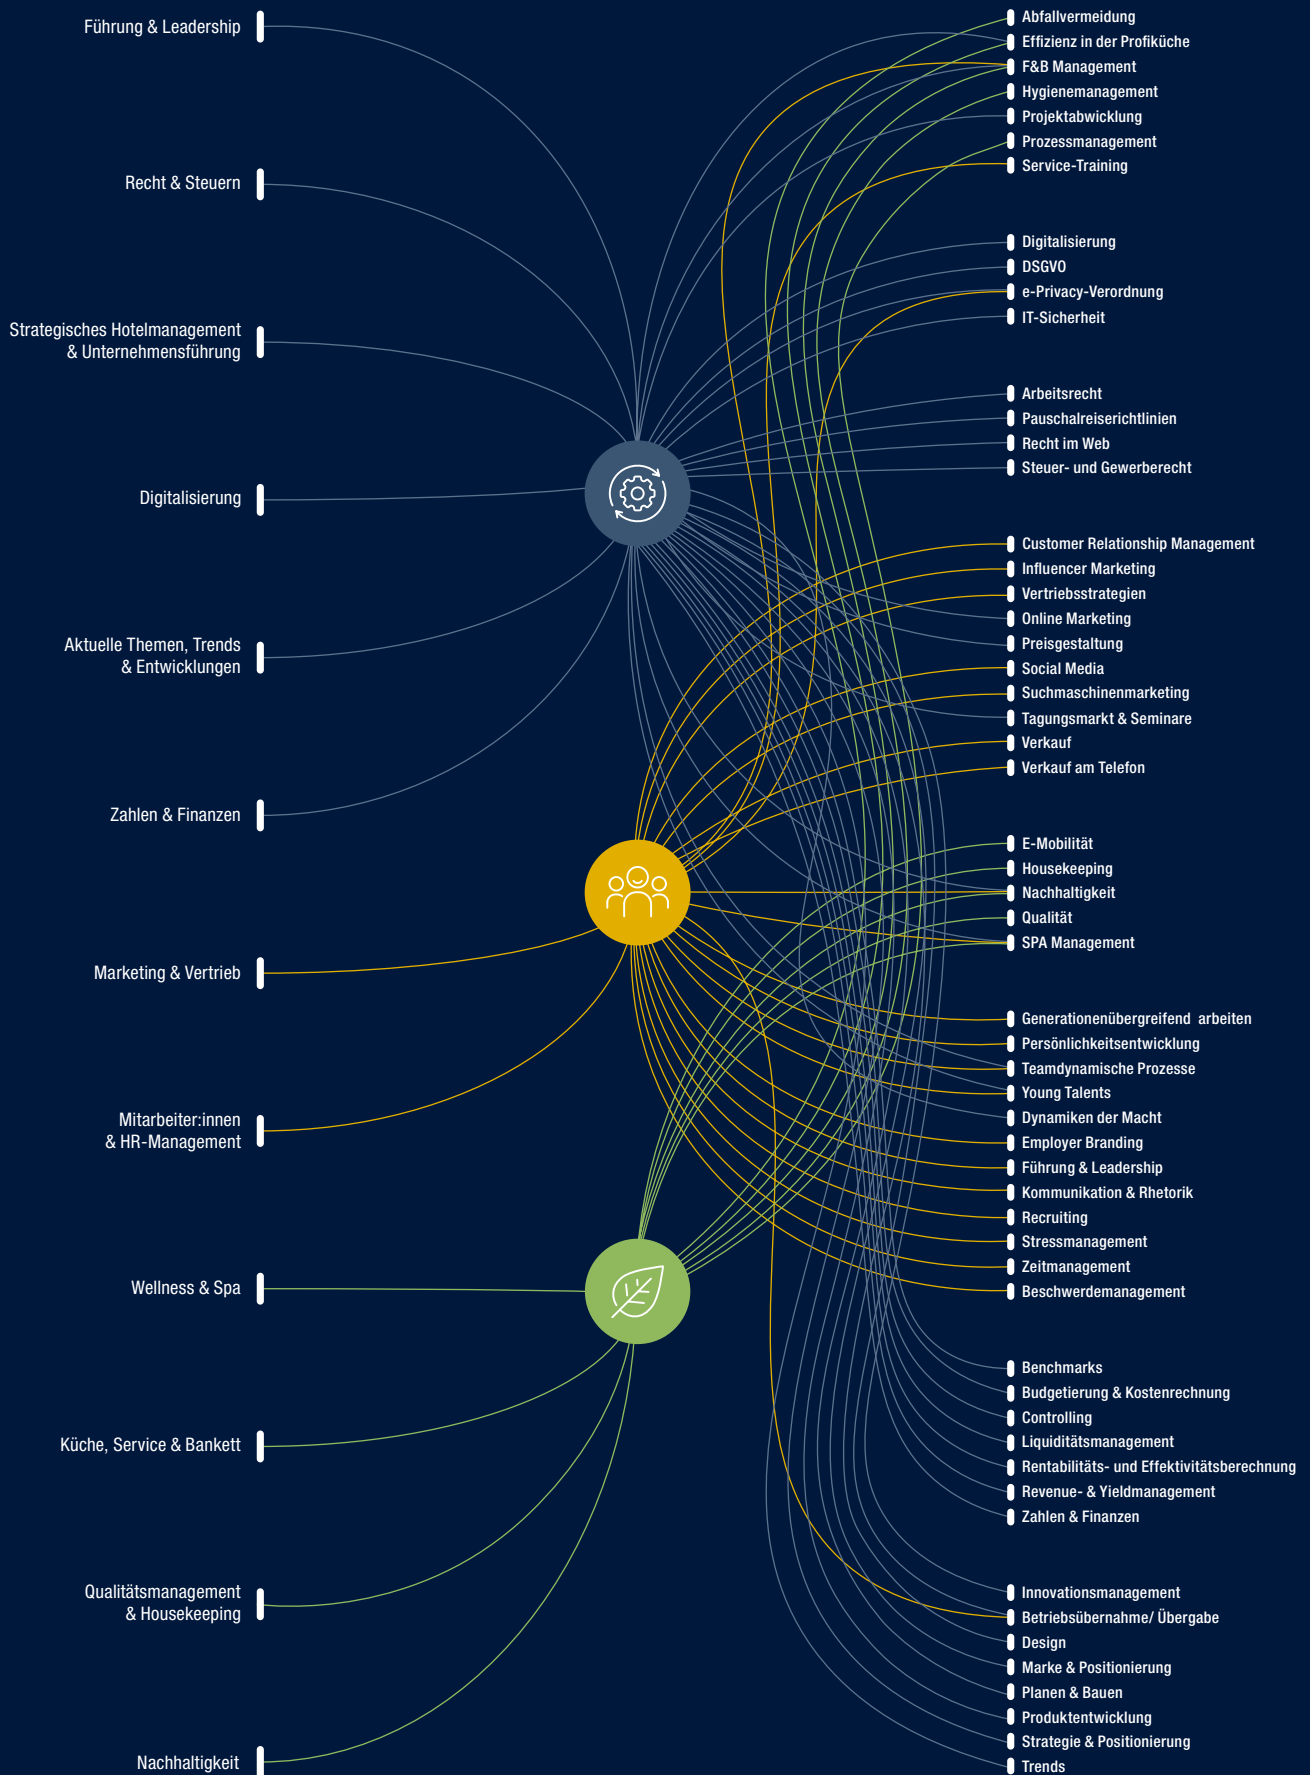 Führung & Leadership
Recht & Steuern
Strategisches Hotelmanagement
& Unternehmensführung
Digitalisierung
Aktuelle Themen, Trends
& Entwicklungen
Zahlen & Finanzen
Marketing & Vertrieb
Mitarbeiter:innen
& HR-Management
Wellness & Spa
Küche, Service & Bankett
Qualitätsmanagement
& Housekeeping
Nachhaltigkeit
Abfallvermeidung
Effizienz in der Profiküche
F&B Management
Hygienemanagement
Projektabwicklung
Prozessmanagement
Service-Training
Digitalisierung
DSGVO
e-Privacy-Verordnung
IT-Sicherheit
Arbeitsrecht
Pauschalreiserichtlinien
Recht im Web
Steuer- und Gewerberecht
Customer Relationship Management
Influencer Marketing
Vertriebsstrategien
Online Marketing
Preisgestaltung
Social Media
Suchmaschinenmarketing
Tagungsmarkt & Seminare
Verkauf
Verkauf am Telefon
E-Mobilität
Housekeeping
Nachhaltigkeit
Qualität
SPA Management
Generationenübergreifend arbeiten
Persönlichkeitsentwicklung
Teamdynamische Prozesse
Young Talents
Dynamiken der Macht
Employer Branding
Führung & Leadership
Kommunikation & Rhetorik
Recruiting
Stressmanagement
Zeitmanagement
Beschwerdemanagement
Benchmarks
Budgetierung & Kostenrechnung
Controlling
Liquiditätsmanagement
Rentabilitäts- und Effektivitätsberechnung
Revenue- & Yieldmanagement
Zahlen & Finanzen
Innovationsmanagement
Betriebsübernahme/ Übergabe
Design
Marke & Positionierung
Planen & Bauen
Produktentwicklung
Strategie & Positionierung
Trends